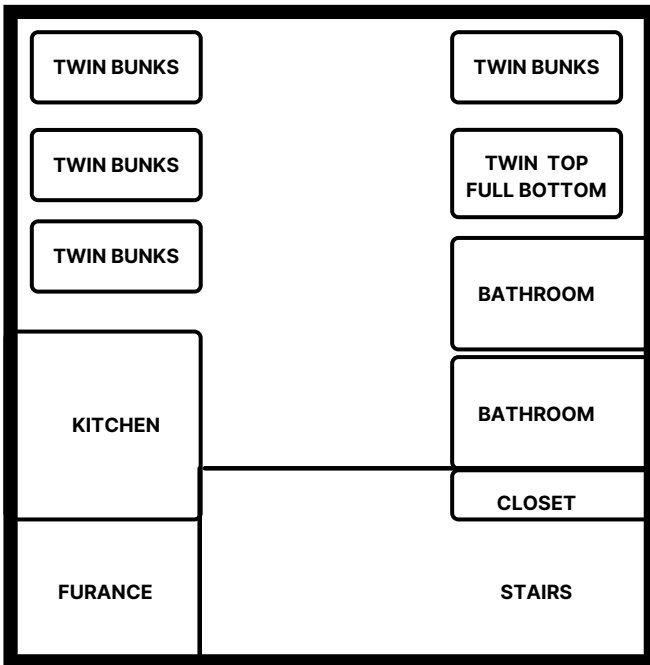 TWIN BUNKS
TWIN BUNKS
TWIN BUNKS
TWIN TOP
FULL BOTTOM
TWIN BUNKS
BATHROOM
KITCHEN
BATHROOM
CLOSET
FURANCE
STAIRS